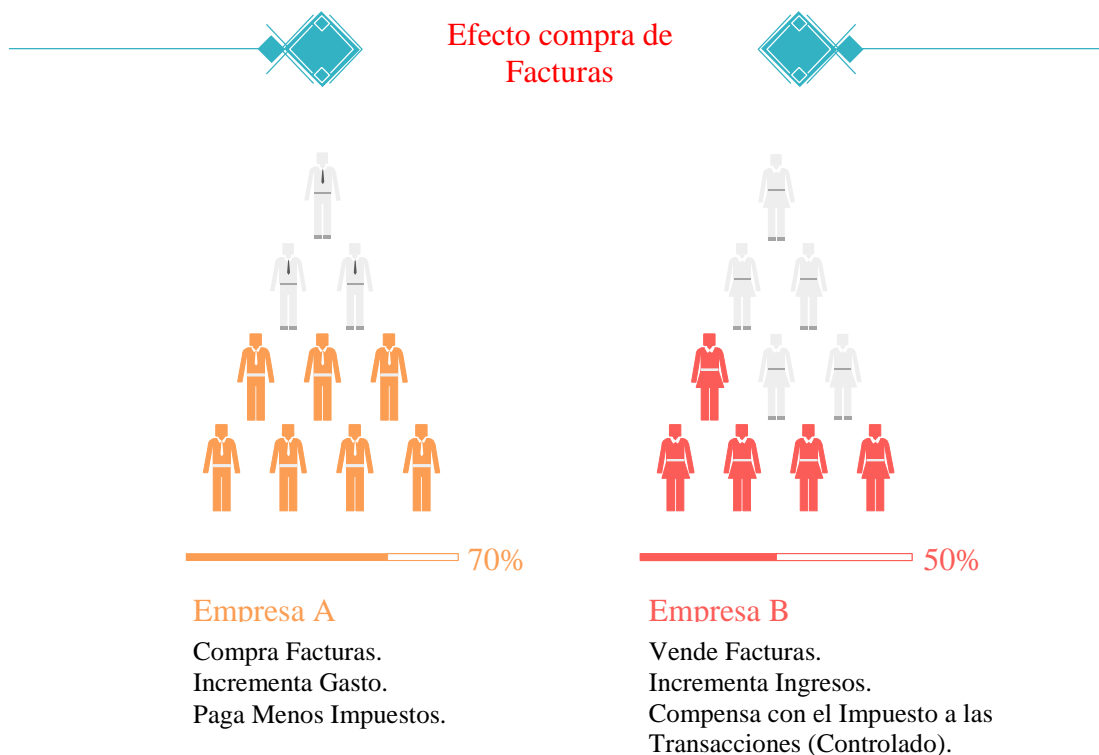 Efecto compra de
Facturas
70%
Empresa A
Compra Facturas.
Incrementa Gasto.
Paga Menos Impuestos.
50%
Empresa B
Vende Facturas.
Incrementa Ingresos.
Compensa con el Impuesto a las
Transacciones (Controlado).